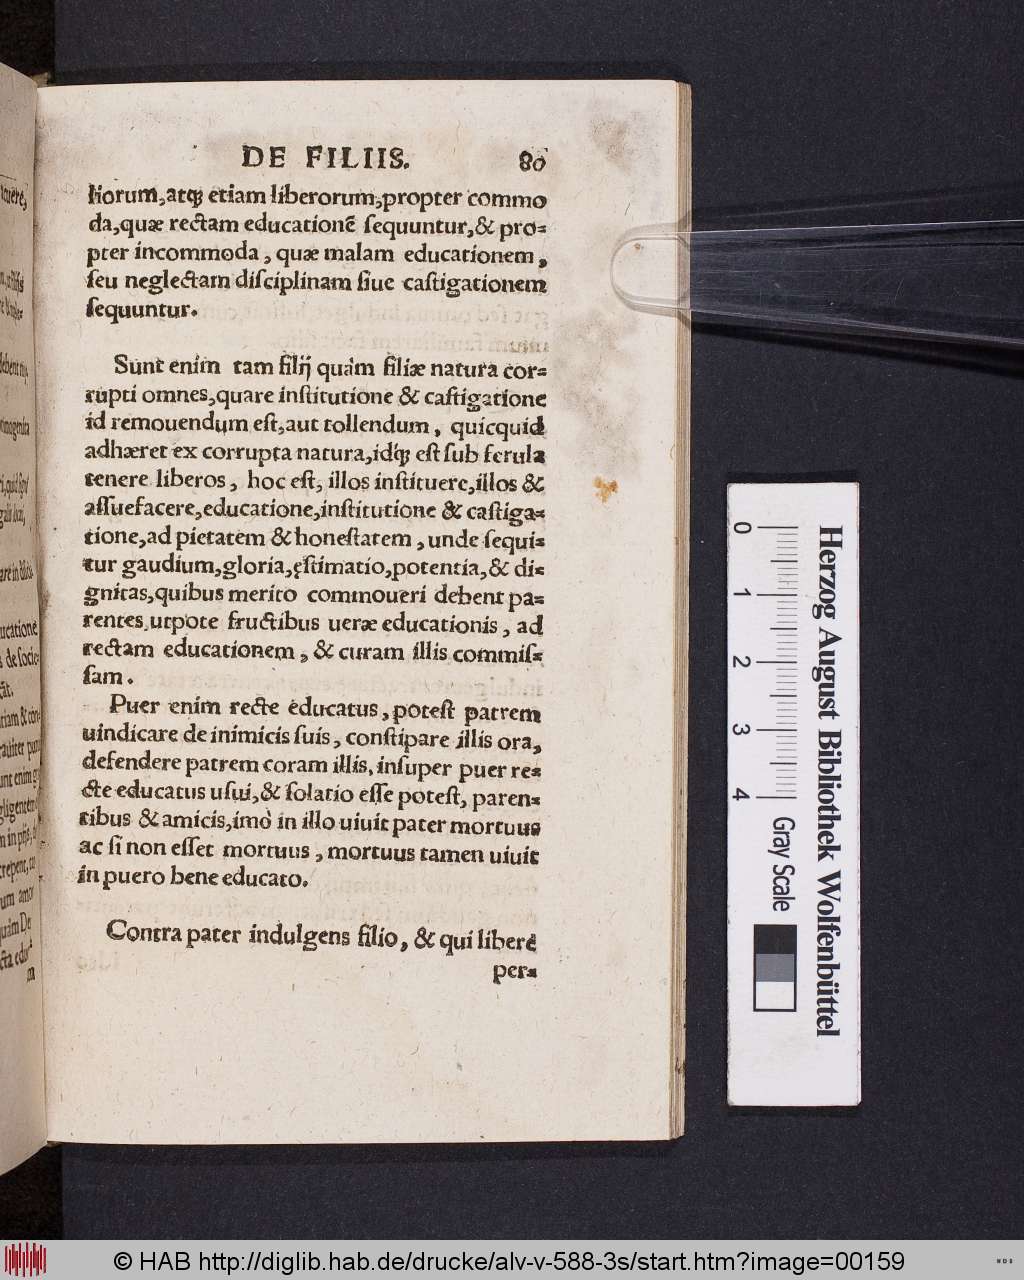 DE FILIIS. 80
liorum, atqꝫ etiam liberorum, propter commo
da, quæ rectam educationē ſequuntur, & pro-
pter incommoda, quæ malam educationem,
ſeu neglectam diſciplinam ſiue caſtigationem
ſequuntur.
Sunt enim tam filij quàm filiæ natura cor-
rupti omnes, quare inſtitutione & caſtigatione
id remouendum eſt, aut tollendum, quicquid
adhæret ex corrupta natura, idq́ꝫ eſt ſub ferula
tenere liberos, hoc eſt, illos inſtituere, illos &
aſſuefacere, educatione, inſtitutione & caſtiga-
tione, ad pietatem & honeſtatem, unde ſequi-
tur gaudium, gloria, ęſtimatio, potentia, & di-
gnitas, quibus merito commoueri debent pa-
rentes, utpote fructibus ueræ educationis, ad
rectam educationem, & curam illis commiſ-
ſam.
Puer enim recte educatus, poteſt patrem
uindicare de inimicis ſuis, conſtipare illis ora,
defendere patrem coram illis, inſuper puer re-
cte educatus uſui, & ſolatio eſſe poteſt, paren-
tibus & amicis, imò in illo uiuit pater mortuus
ac ſi non eſſet mortuus, mortuus tamen uiuit
in puero bene educato.
Contra pater indulgens filio, & qui liberè
per-
0 1 2 3 4
Gray Scale
Herzog August Bibliothek Wolfenbüttel
© HAB http://diglib.hab.de/drucke/alv-v-588-3s/start.htm?image=00159